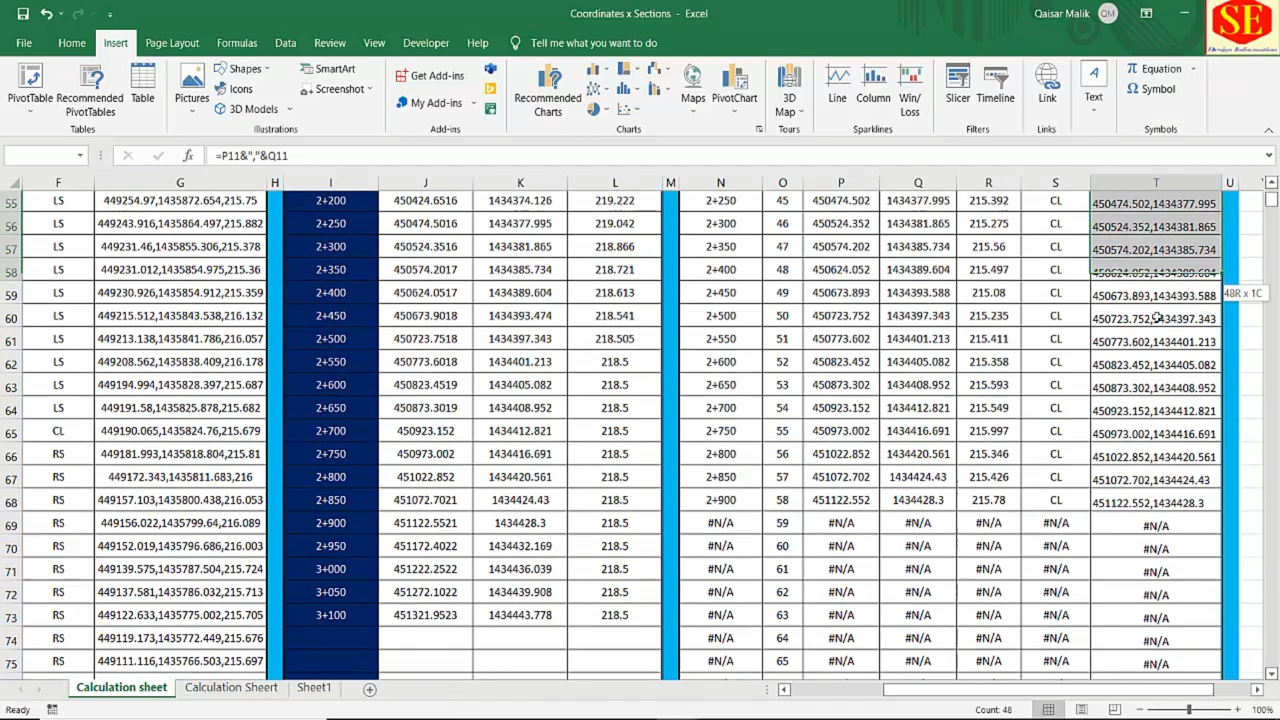 Coordinates x Sections - Excel
Qaisar Malik QM
SE
File Home Insert Page Layout Formulas Data Review View Developer Help Tell me what you want to do
PivotTable Recommended PivotTables Table
Pictures Shapes Icons 3D Models SmartArt Screenshot
Get Add-ins My Add-ins
Recommended Charts Maps PivotChart 3D Map Line Column Win/Loss Slicer Timeline Link A Text
Equation
Symbol
Tables Illustrations Add-ins Charts Tours Sparklines Filters Links Symbols
fx =P11&","&Q11
F G H I J K L M N O P Q R S T U
55 LS 449254.97,1435872.654,215.75 2+200 450424.6516 1434377.126 219.222 2+250 45 450474.502 1434377.995 215.392 CL 450474.502,1434377.995
56 LS 449243.916,1435864.497,215.882 2+250 450474.5016 1434377.995 219.042 2+300 46 450524.352 1434381.865 215.275 CL 450524.352,1434381.865
57 LS 449231.46,1435855.306,215.378 2+300 450524.3516 1434381.865 218.866 2+350 47 450574.202 1434385.734 215.56 CL 450574.202,1434385.734
58 LS 449231.012,1435854.975,215.36 2+350 450574.2017 1434385.734 218.721 2+400 48 450624.052 1434389.604 215.497 CL 450624.052,1434389.604
59 LS 449230.926,1435854.912,215.359 2+400 450624.0517 1434389.604 218.613 2+450 49 450673.893 1434393.588 215.08 CL 450673.893,1434393.588
48R x 1C
60 LS 449215.512,1435843.538,216.132 2+450 450673.9018 1434393.474 218.541 2+500 50 450723.752 1434397.343 215.235 CL 450723.752,1434397.343
61 LS 449213.138,1435841.786,216.057 2+500 450723.7518 1434397.343 218.505 2+550 51 450773.602 1434401.213 215.411 CL 450773.602,1434401.213
62 LS 449208.562,1435838.409,216.178 2+550 450773.6018 1434401.213 218.5 2+600 52 450823.452 1434405.082 215.358 CL 450823.452,1434405.082
63 LS 449194.994,1435828.397,215.687 2+600 450823.4519 1434405.082 218.5 2+650 53 450873.302 1434408.952 215.593 CL 450873.302,1434408.952
64 LS 449191.58,1435825.878,215.682 2+650 450873.3019 1434408.952 218.5 2+700 54 450923.152 1434412.821 215.549 CL 450923.152,1434412.821
65 CL 449190.065,1435824.76,215.679 2+700 450923.152 1434412.821 218.5 2+750 55 450973.002 1434416.691 215.997 CL 450973.002,1434416.691
66 RS 449181.993,1435818.804,215.81 2+750 450973.002 1434416.691 218.5 2+800 56 451022.852 1434420.561 215.346 CL 451022.852,1434420.561
67 RS 449172.343,1435811.683,216 2+800 451022.852 1434420.561 218.5 2+850 57 451072.702 1434424.43 215.426 CL 451072.702,1434424.43
68 RS 449157.103,1435800.438,216.053 2+850 451072.7021 1434424.43 218.5 2+900 58 451122.552 1434428.3 215.78 CL 451122.552,1434428.3
69 RS 449156.022,1435799.64,216.089 2+900 451122.5521 1434428.3 218.5 #N/A 59 #N/A #N/A #N/A #N/A #N/A
70 RS 449152.019,1435796.686,216.003 2+950 451172.4022 1434432.169 218.5 #N/A 60 #N/A #N/A #N/A #N/A #N/A
71 RS 449139.575,1435787.504,215.724 3+000 451222.2522 1434436.039 218.5 #N/A 61 #N/A #N/A #N/A #N/A #N/A
72 RS 449137.581,1435786.032,215.713 3+050 451272.1022 1434439.908 218.5 #N/A 62 #N/A #N/A #N/A #N/A #N/A
73 RS 449122.633,1435775.002,215.705 3+100 451321.9523 1434443.778 218.5 #N/A 63 #N/A #N/A #N/A #N/A #N/A
74 RS 449119.173,1435772.449,215.676 #N/A 64 #N/A #N/A #N/A #N/A #N/A
75 RS 449111.116,1435766.503,215.697 #N/A 65 #N/A #N/A #N/A #N/A #N/A
Calculation sheet Calculation Sheert Sheet1
Ready Count: 48 100%